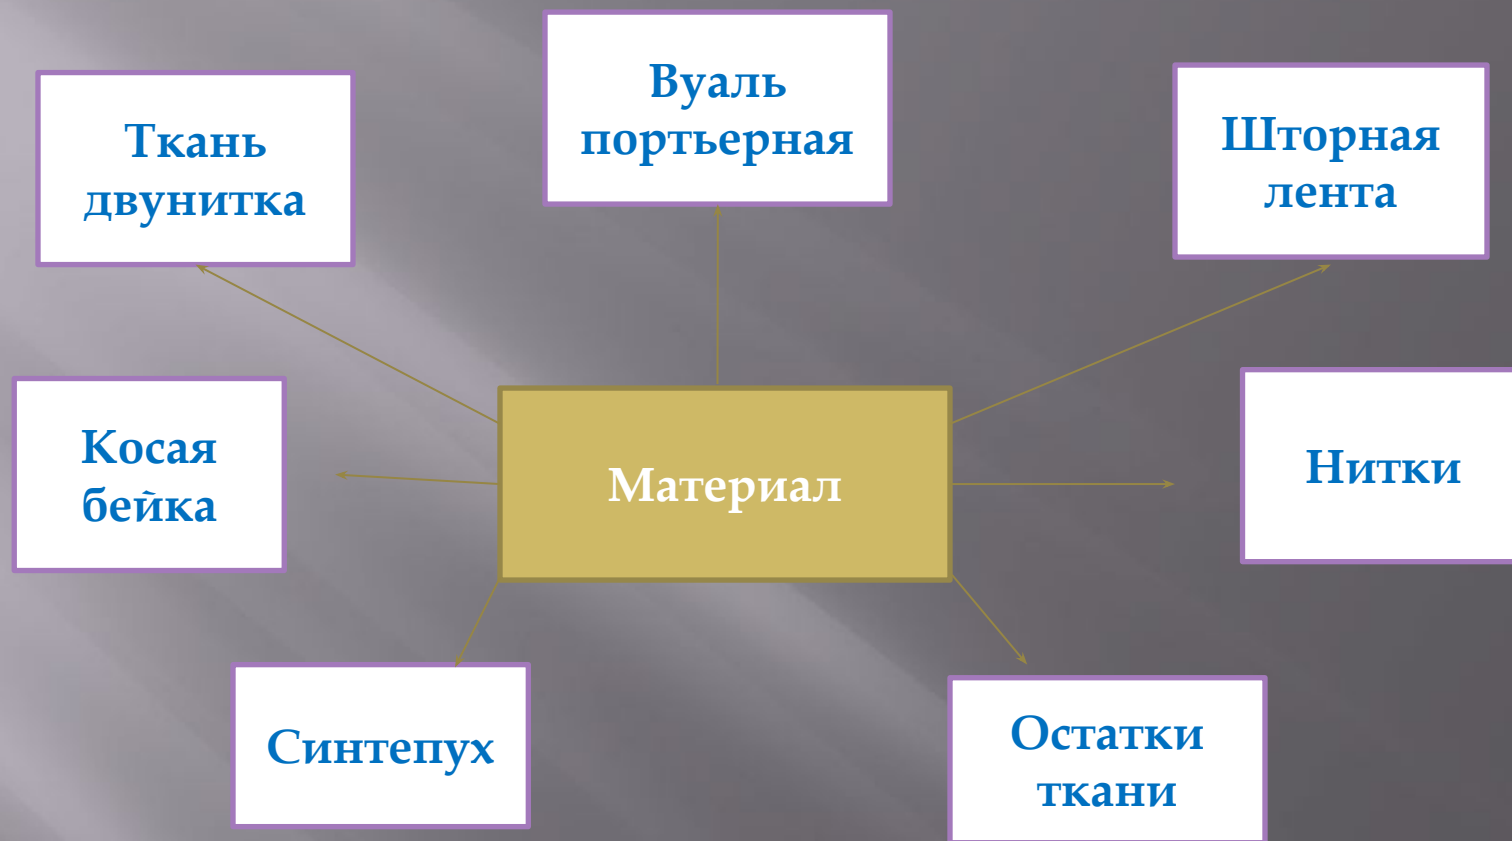 Вуаль
портьерная
Ткань
двунитка
Шторная
лента
Косая
бейка
Материал
Нитки
Синтепух
Остатки
ткани